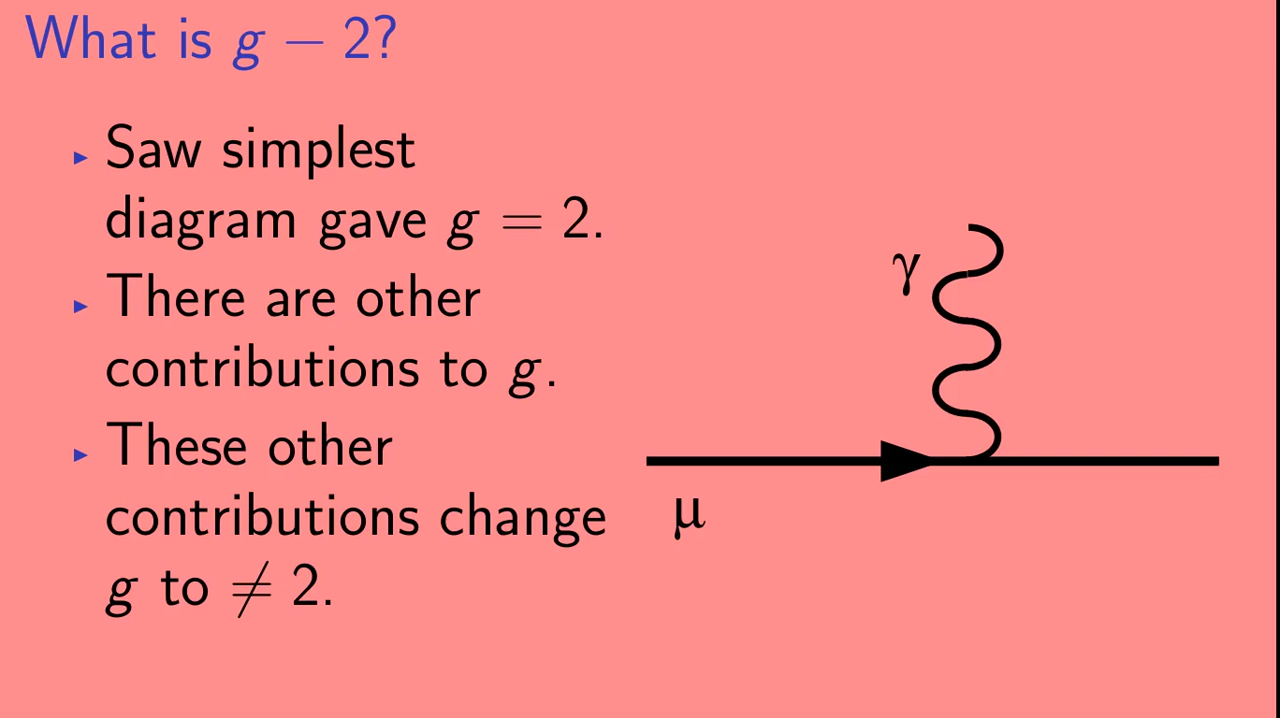 What is g − 2?
▸ Saw simplest
diagram gave g = 2.
▸ There are other
contributions to g.
▸ These other
contributions change
g to ≠ 2.
γ
μ